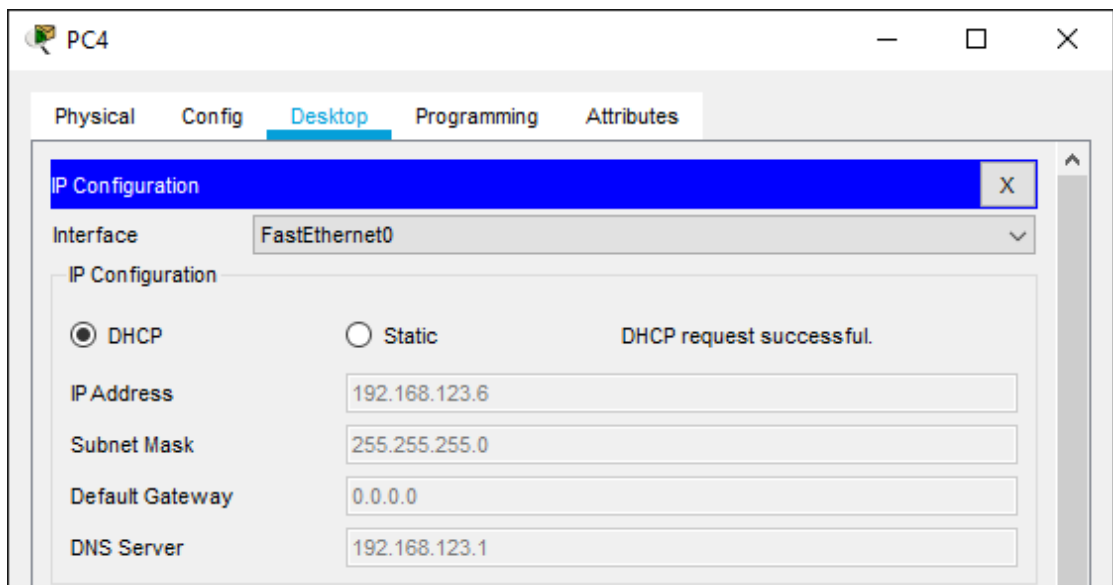 PC4
Physical Config Desktop Programming Attributes
IP Configuration X
Interface FastEthernet0
IP Configuration
DHCP Static DHCP request successful.
IP Address 192.168.123.6
Subnet Mask 255.255.255.0
Default Gateway 0.0.0.0
DNS Server 192.168.123.1